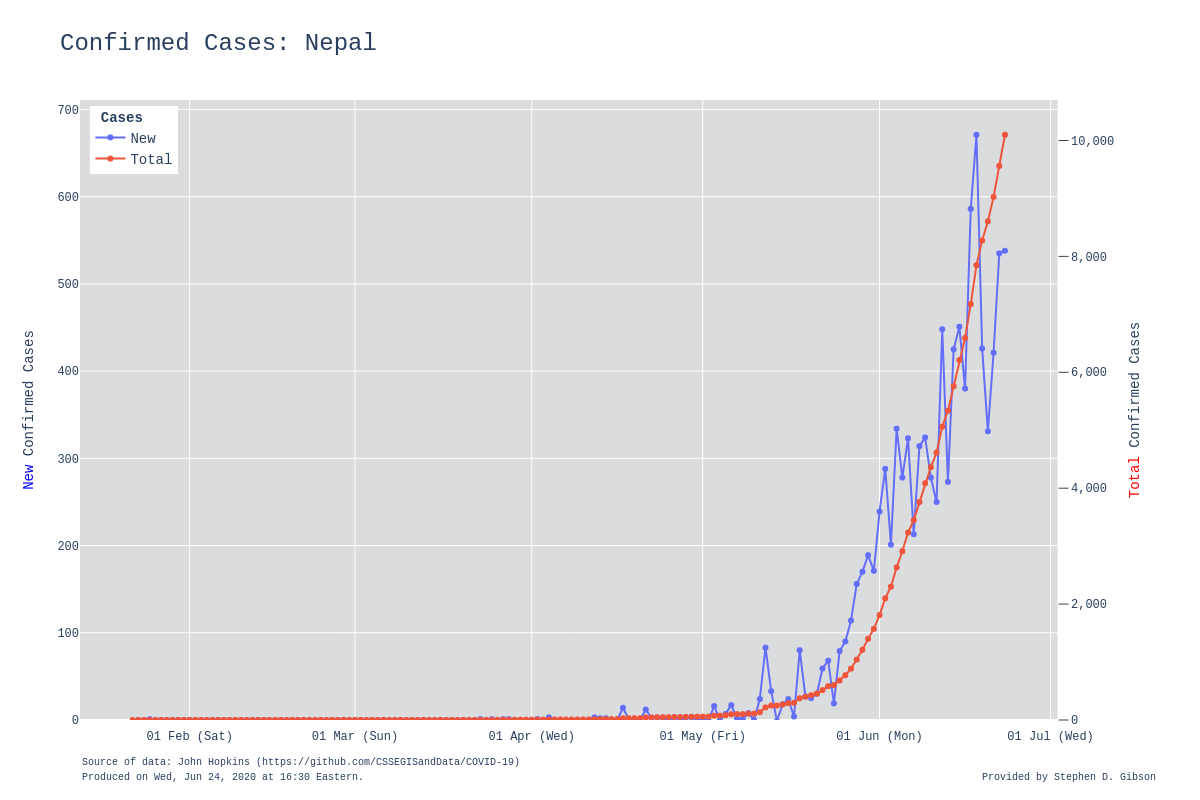 Confirmed Cases: Nepal
Cases
New
Total
700
600
500
400
300
200
100
0
New Confirmed Cases
10,000
8,000
6,000
4,000
2,000
0
Total Confirmed Cases
01 Feb (Sat)
01 Mar (Sun)
01 Apr (Wed)
01 May (Fri)
01 Jun (Mon)
01 Jul (Wed)
Source of data: John Hopkins (https://github.com/CSSEGISandData/COVID-19)
Produced on Wed, Jun 24, 2020 at 16:30 Eastern.
Provided by Stephen D. Gibson